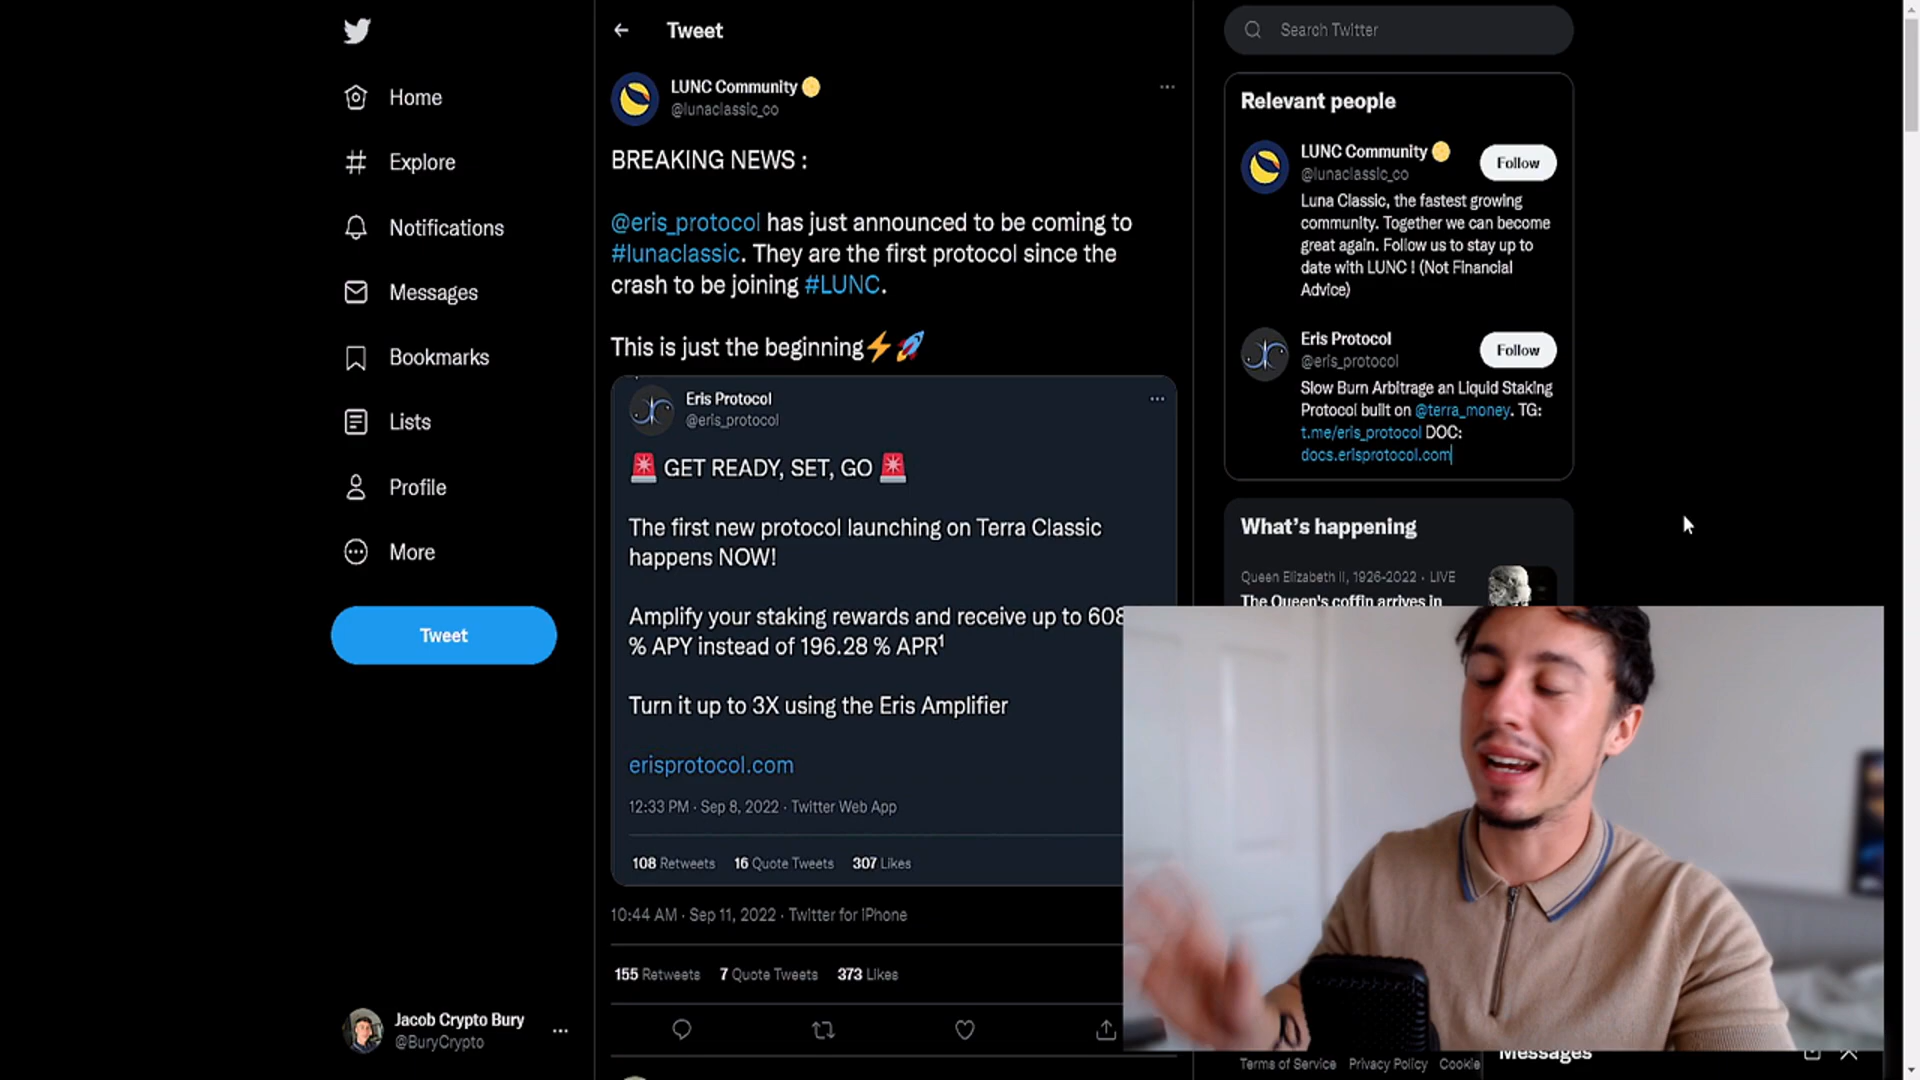 Home
Explore
Notifications
Messages
Bookmarks
Lists
Profile
More
Tweet
Jacob Crypto Bury
@BuryCrypto
Tweet
LUNC Community
@lunaclassic_co
BREAKING NEWS :
@eris_protocol has just announced to be coming to
#lunaclassic. They are the first protocol since the
crash to be joining #LUNC.
This is just the beginning⚡🚀
Eris Protocol
@eris_protocol
🚨 GET READY, SET, GO 🚨
The first new protocol launching on Terra Classic
happens NOW!
Amplify your staking rewards and receive up to 608
% APY instead of 196.28 % APR¹
Turn it up to 3X using the Eris Amplifier
erisprotocol.com
12:33 PM · Sep 8, 2022 · Twitter Web App
108 Retweets 16 Quote Tweets 307 Likes
10:44 AM · Sep 11, 2022 · Twitter for iPhone
155 Retweets 7 Quote Tweets 373 Likes
Search Twitter
Relevant people
LUNC Community
@lunaclassic_co
Follow
Luna Classic, the fastest growing
community. Together we can become
great again. Follow us to stay up to
date with LUNC ! (Not Financial
Advice)
Eris Protocol
@eris_protocol
Follow
Slow Burn Arbitrage an Liquid Staking
Protocol built on @terra_money. TG:
t.me/eris_protocol DOC:
docs.erisprotocol.com
What's happening
Queen Elizabeth II, 1926-2022 · LIVE
The Queen's coffin arrives in
Terms of Service Privacy Policy Cookie
Messages